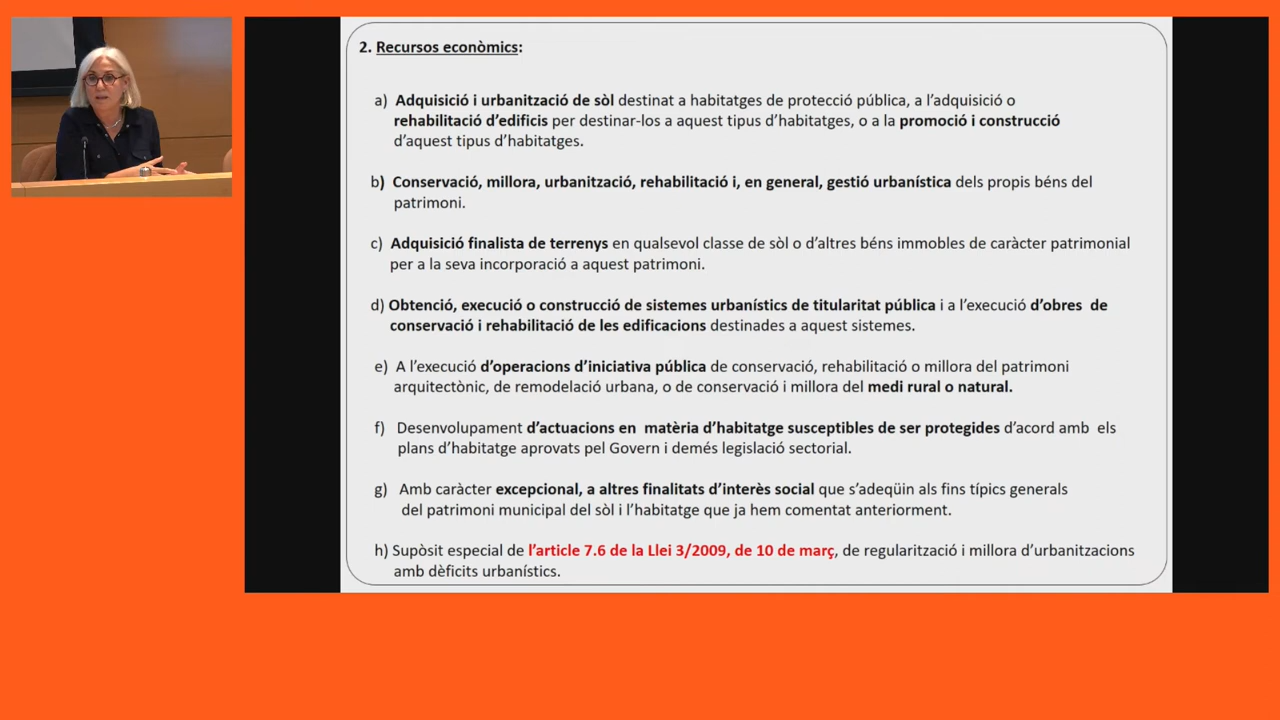 2. Recursos econòmics:
a) Adquisició i urbanització de sòl destinat a habitatges de protecció pública, a l'adquisició o
rehabilitació d'edificis per destinar-los a aquest tipus d'habitatges, o a la promoció i construcció
d'aquest tipus d'habitatges.
b) Conservació, millora, urbanització, rehabilitació i, en general, gestió urbanística dels propis béns del
patrimoni.
c) Adquisició finalista de terrenys en qualsevol classe de sòl o d'altres béns immobles de caràcter patrimonial
per a la seva incorporació a aquest patrimoni.
d) Obtenció, execució o construcció de sistemes urbanístics de titularitat pública i a l'execució d'obres de
conservació i rehabilitació de les edificacions destinades a aquest sistemes.
e) A l'execució d'operacions d'iniciativa pública de conservació, rehabilitació o millora del patrimoni
arquitectònic, de remodelació urbana, o de conservació i millora del medi rural o natural.
f) Desenvolupament d'actuacions en matèria d'habitatge susceptibles de ser protegides d'acord amb els
plans d'habitatge aprovats pel Govern i demés legislació sectorial.
g) Amb caràcter excepcional, a altres finalitats d'interès social que s'adeqüin als fins típics generals
del patrimoni municipal del sòl i l'habitatge que ja hem comentat anteriorment.
h) Supòsit especial de l'article 7.6 de la Llei 3/2009, de 10 de març, de regularització i millora d'urbanitzacions
amb dèficits urbanístics.